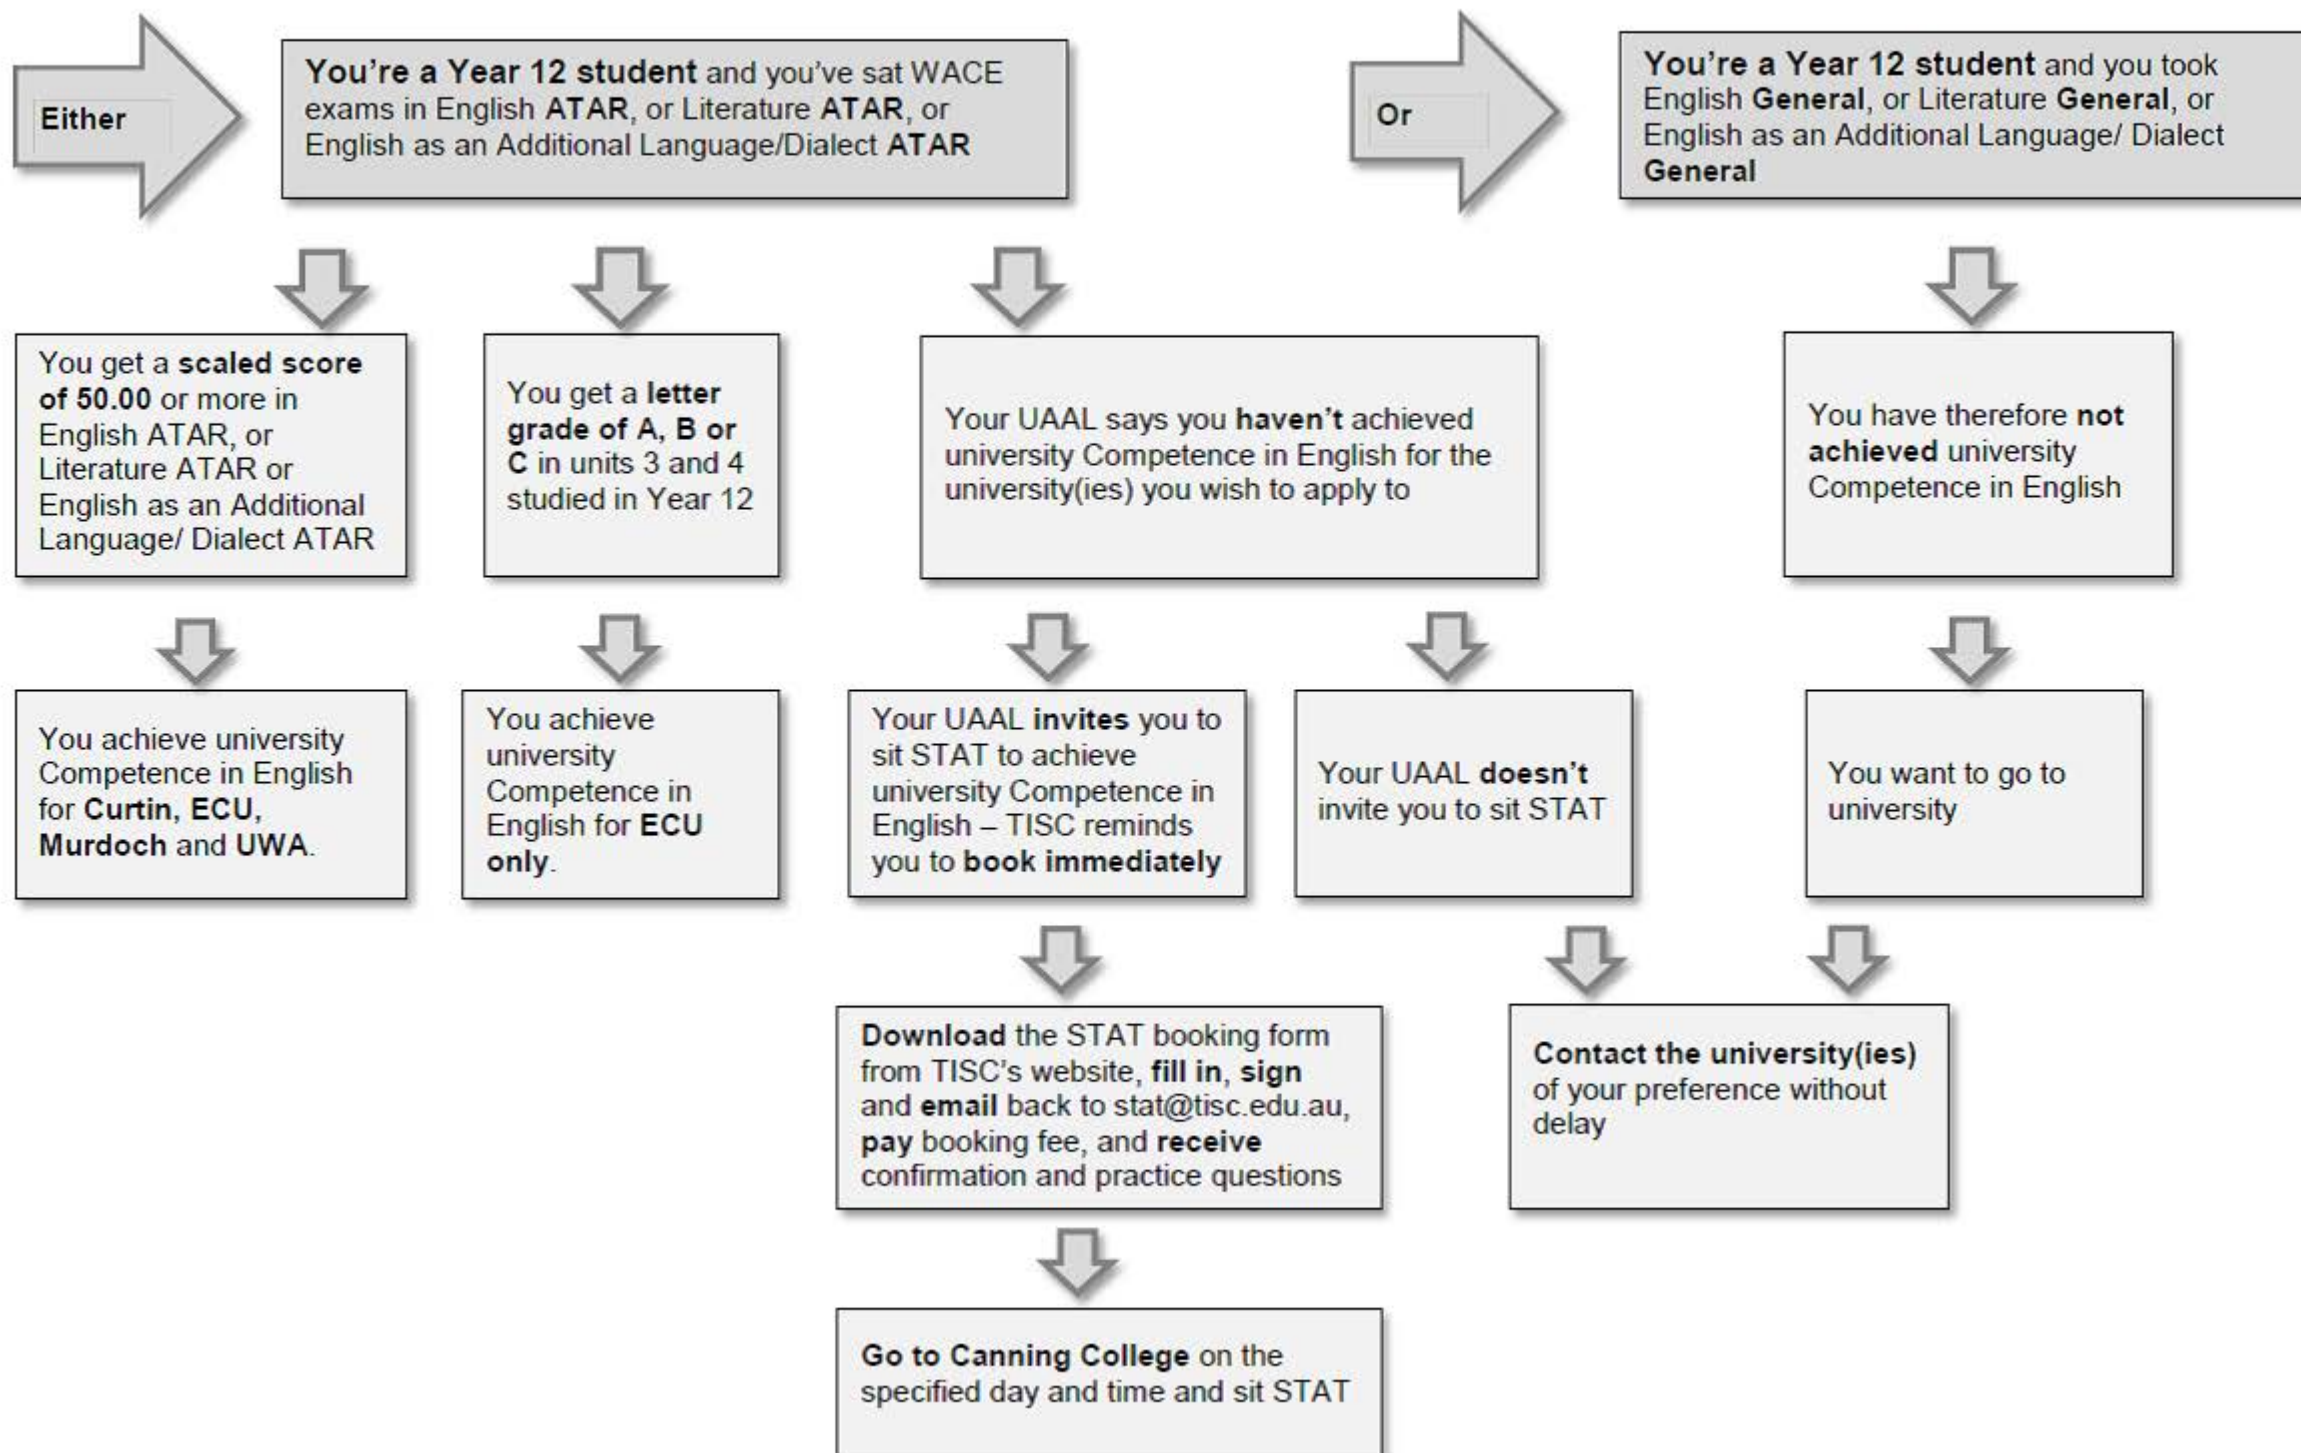 Either
You're a Year 12 student and you've sat WACE
exams in English ATAR, or Literature ATAR, or
English as an Additional Language/Dialect ATAR
Or
You're a Year 12 student and you took
English General, or Literature General, or
English as an Additional Language/ Dialect
General
You get a scaled score
of 50.00 or more in
English ATAR, or
Literature ATAR or
English as an Additional
Language/ Dialect ATAR
You get a letter
grade of A, B or
C in units 3 and 4
studied in Year 12
Your UAAL says you haven't achieved
university Competence in English for the
university(ies) you wish to apply to
You have therefore not
achieved university
Competence in English
You achieve university
Competence in English
for Curtin, ECU,
Murdoch and UWA.
You achieve
university
Competence in
English for ECU
only.
Your UAAL invites you to
sit STAT to achieve
university Competence in
English – TISC reminds
you to book immediately
Your UAAL doesn't
invite you to sit STAT
You want to go to
university
Download the STAT booking form
from TISC's website, fill in, sign
and email back to stat@tisc.edu.au,
pay booking fee, and receive
confirmation and practice questions
Contact the university(ies)
of your preference without
delay
Go to Canning College on the
specified day and time and sit STAT